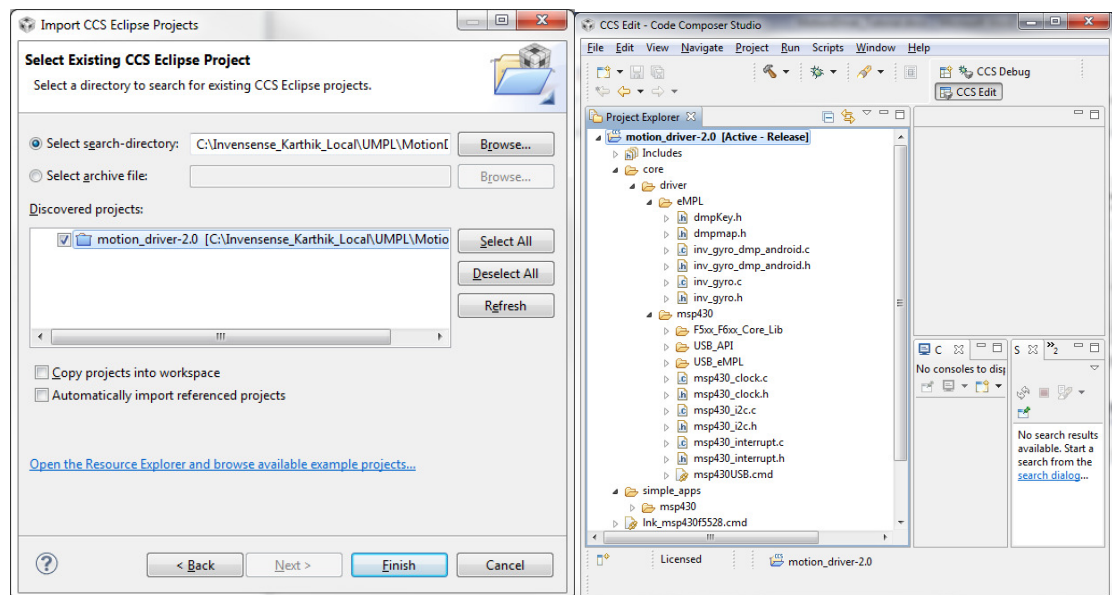 Import CCS Eclipse Projects
Select Existing CCS Eclipse Project
Select a directory to search for existing CCS Eclipse projects.
Select search-directory: C:\Invensense_Karthik_Local\UMPL\Motion Browse...
Select archive file: Browse...
Discovered projects:
motion_driver-2.0 [C:\Invensense_Karthik_Local\UMPL\Motio
Select All
Deselect All
Refresh
Copy projects into workspace
Automatically import referenced projects
Open the Resource Explorer and browse available example projects...
< Back Next > Finish Cancel
CCS Edit - Code Composer Studio
File Edit View Navigate Project Run Scripts Window Help
CCS Debug
CCS Edit
Project Explorer
motion_driver-2.0 [Active - Release]
Includes
core
driver
eMPL
dmpKey.h
dmpmap.h
inv_gyro_dmp_android.c
inv_gyro_dmp_android.h
inv_gyro.c
inv_gyro.h
msp430
F5xx_F6xx_Core_Lib
USB_API
USB_eMPL
msp430_clock.c
msp430_clock.h
msp430_i2c.c
msp430_i2c.h
msp430_interrupt.c
msp430_interrupt.h
msp430USB.cmd
simple_apps
msp430
lnk_msp430f5528.cmd
C
No consoles to disp
S 2
No search results
available. Start a
search from the
search dialog...
Licensed motion_driver-2.0